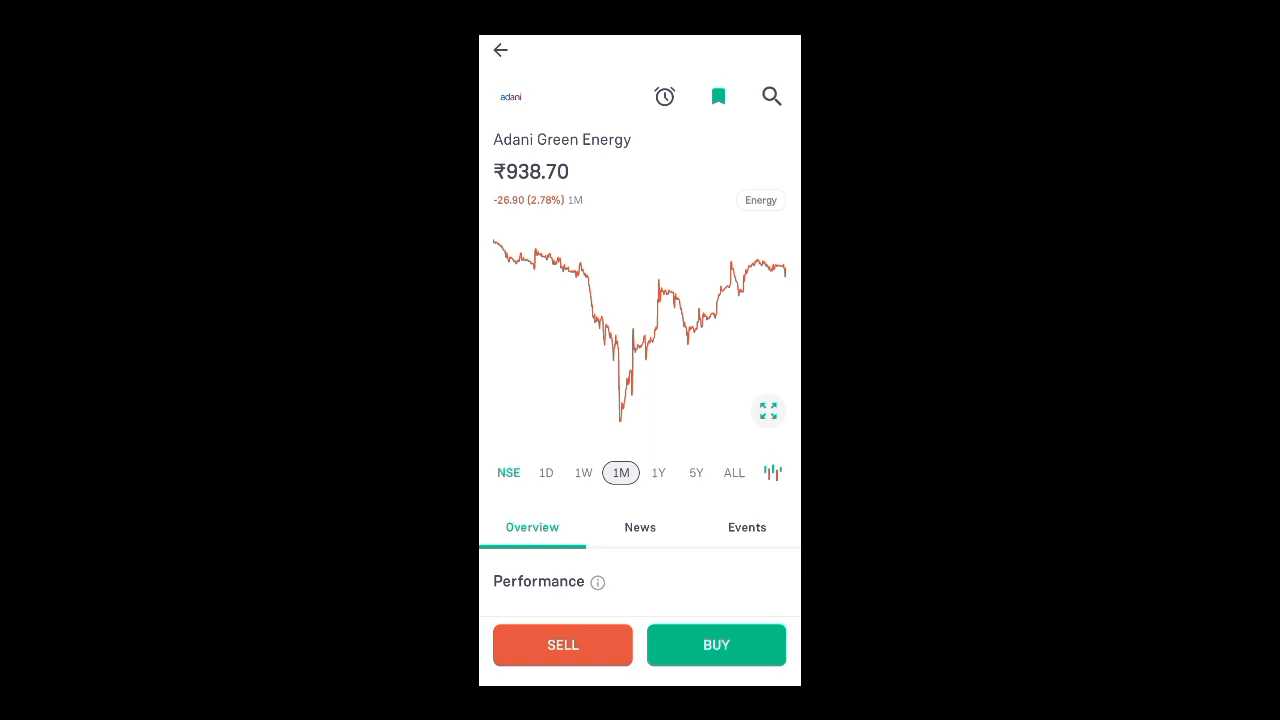 adani
Adani Green Energy
₹938.70
-26.90 (2.78%) 1M
Energy
NSE 1D 1W 1M 1Y 5Y ALL
Overview News Events
Performance
SELL BUY